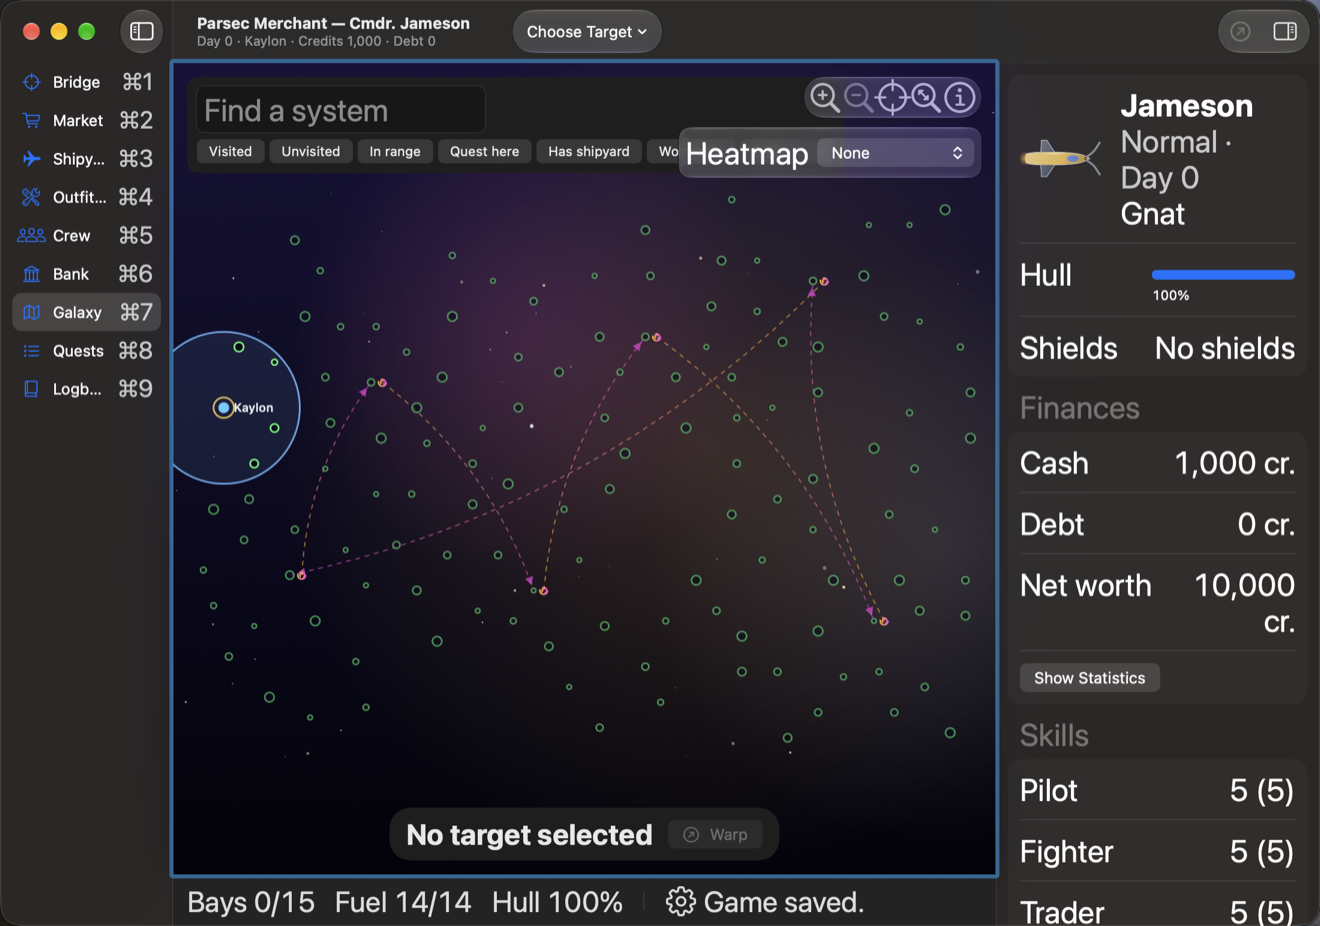 Parsec Merchant — Cmdr. Jameson
Day 0 · Kaylon · Credits 1,000 · Debt 0
Choose Target
Bridge ⌘1
Market ⌘2
Shipy... ⌘3
Outfit... ⌘4
Crew ⌘5
Bank ⌘6
Galaxy ⌘7
Quests ⌘8
Logb... ⌘9
Find a system
Visited Unvisited In range Quest here Has shipyard Wo
Heatmap None
Kaylon
No target selected Warp
Bays 0/15 Fuel 14/14 Hull 100% Game saved.
Jameson
Normal ·
Day 0
Gnat
Hull
100%
Shields No shields
Finances
Cash 1,000 cr.
Debt 0 cr.
Net worth 10,000
cr.
Show Statistics
Skills
Pilot 5 (5)
Fighter 5 (5)
Trader 5 (5)